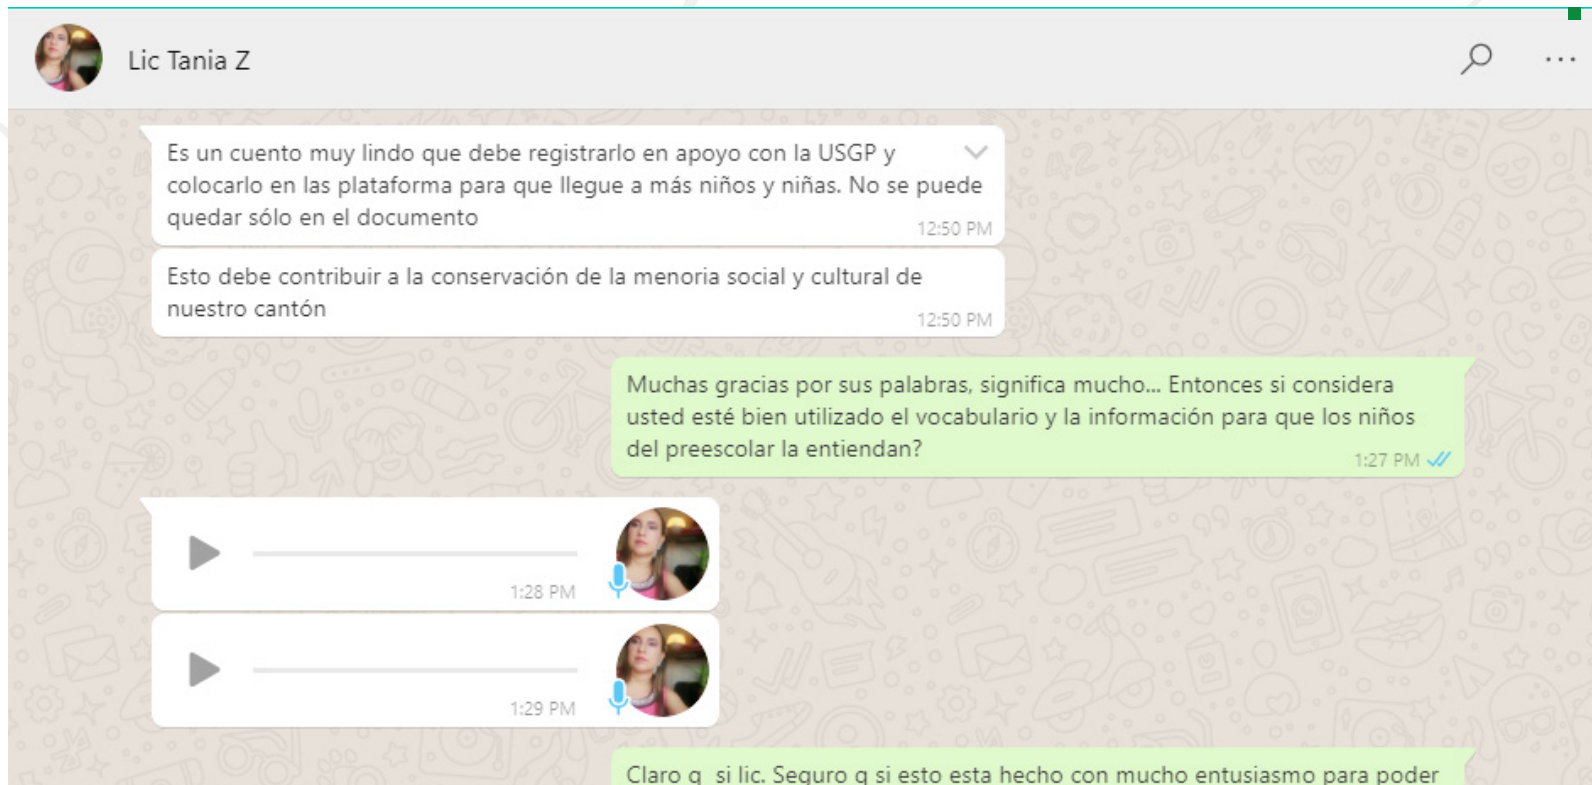 Lic Tania Z
Es un cuento muy lindo que debe registrarlo en apoyo con la USGP y
colocarlo en las plataforma para que llegue a más niños y niñas. No se puede
quedar sólo en el documento
12:50 PM
Esto debe contribuir a la conservación de la menoria social y cultural de
nuestro cantón
12:50 PM
Muchas gracias por sus palabras, significa mucho... Entonces si considera
usted esté bien utilizado el vocabulario y la información para que los niños
del preescolar la entiendan?
1:27 PM
1:28 PM
1:29 PM
Claro q si lic. Seguro q si esto esta hecho con mucho entusiasmo para poder